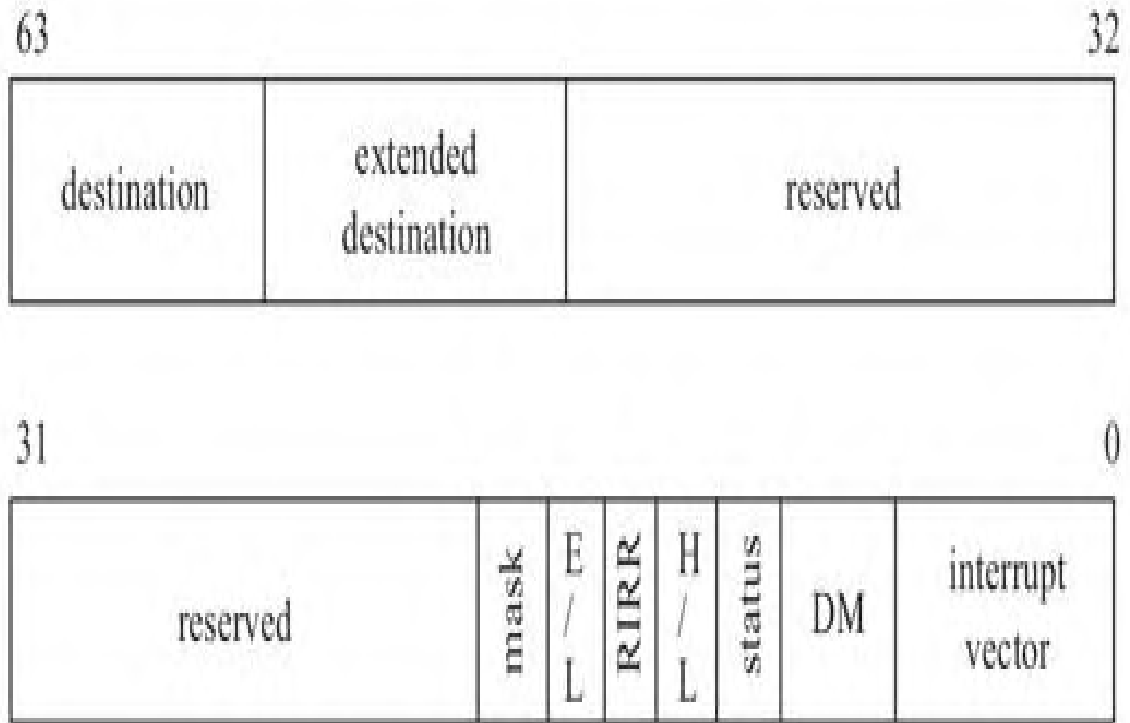 63 32
destination
extended
destination
reserved
31 0
reserved
mask
E/L
RIRR
H/L
status
DM
interrupt
vector